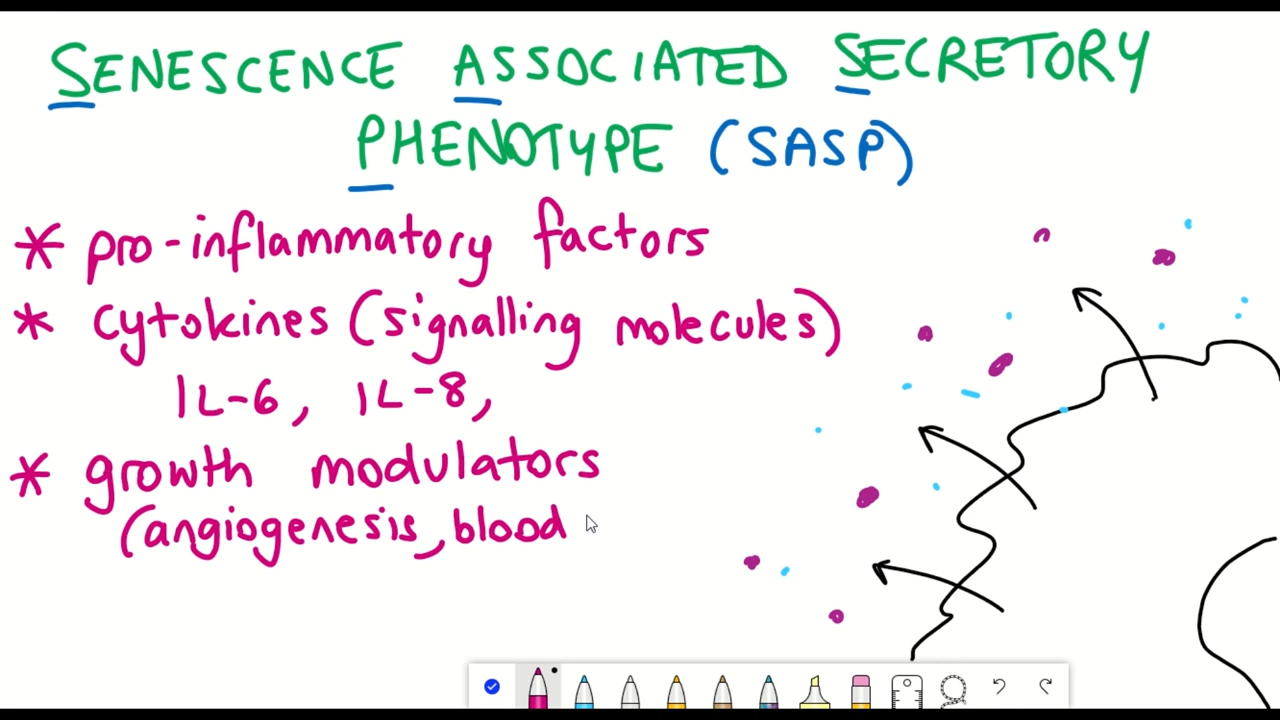 SENESCENCE ASSOCIATED SECRETORY
PHENOTYPE (SASP)
* pro-inflammatory factors
* cytokines (signalling molecules)
IL-6, IL-8,
* growth modulators
(angiogenesis, blood